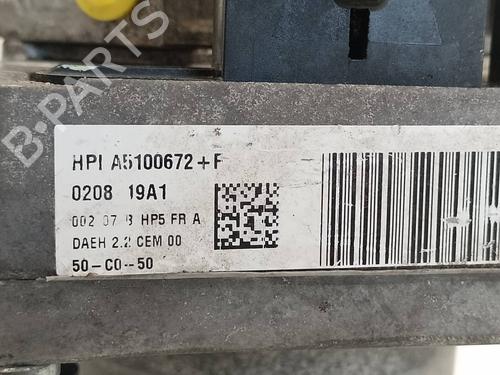 B-PARTS
HPI A5100672+F
0208 19A1
002 07 B HP5 FR A
DAEH 2.2 CEM 00
50-C0-50